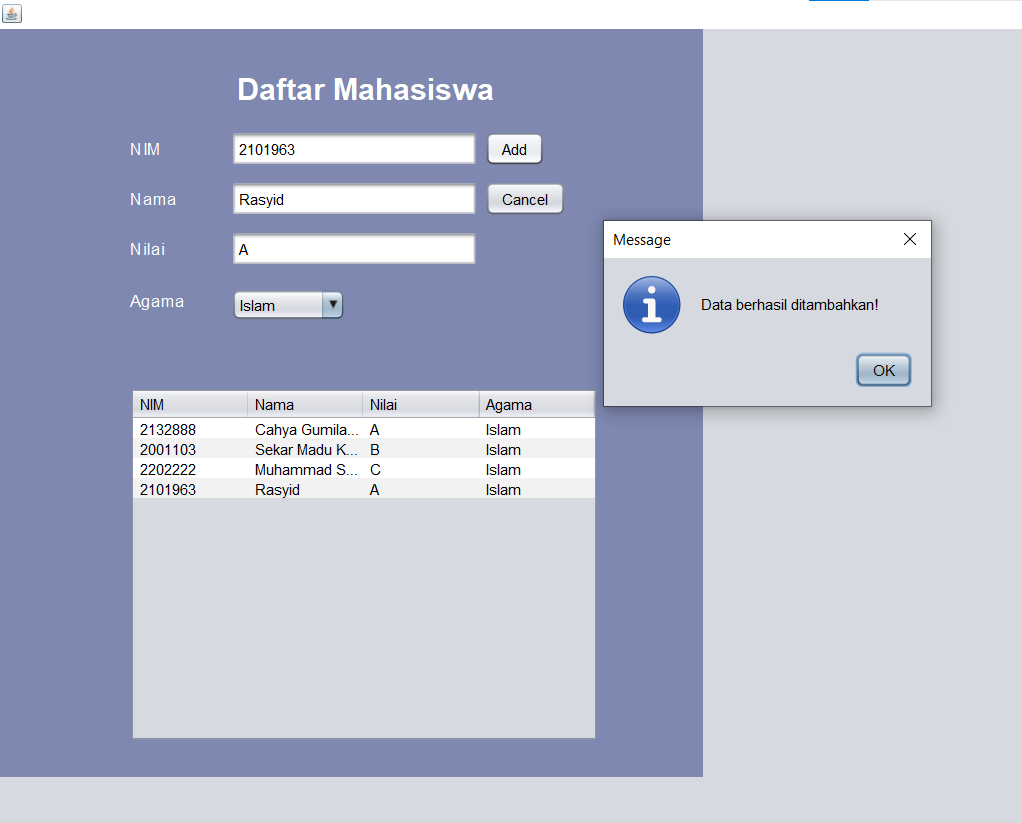 Daftar Mahasiswa
NIM 2101963 Add
Nama Rasyid Cancel
Nilai A
Agama Islam
Message
Data berhasil ditambahkan!
OK
NIM Nama Nilai Agama
2132888 Cahya Gumila... A Islam
2001103 Sekar Madu K... B Islam
2202222 Muhammad S... C Islam
2101963 Rasyid A Islam